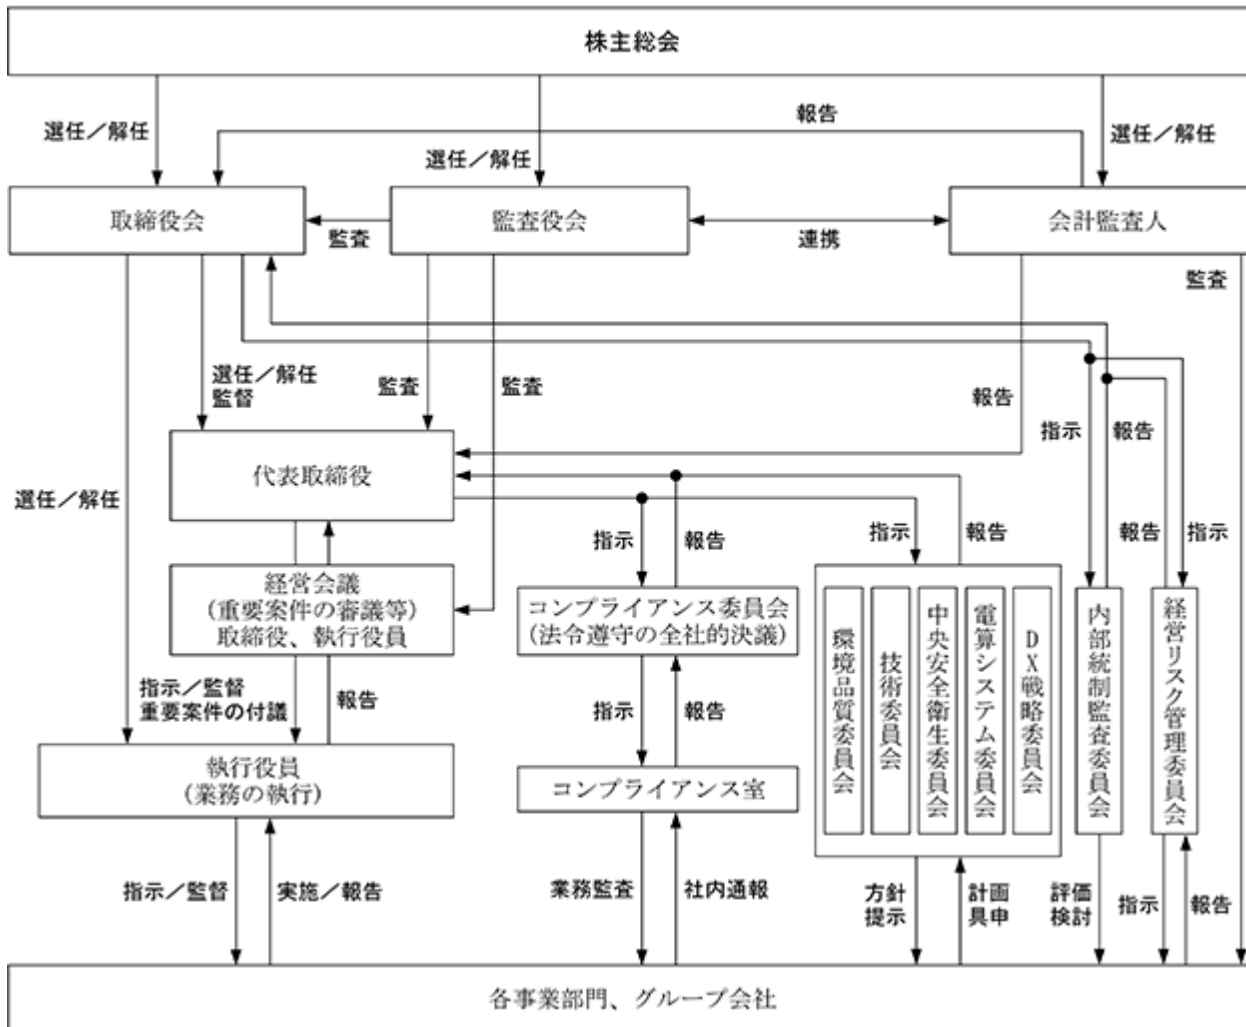 株主総会
選任／解任
選任／解任
報告
選任／解任
取締役会
監査
監査役会
連携
会計監査人
監査
選任／解任
監督
監査
監査
報告
指示
報告
代表取締役
選任／解任
指示
報告
指示
報告
報告
指示
経営会議
(重要案件の審議等)
取締役、執行役員
コンプライアンス委員会
(法令遵守の全社的決議)
環境品質委員会
技術委員会
中央安全衛生委員会
電算システム委員会
DX戦略委員会
内部統制監査委員会
経営リスク管理委員会
指示／監督
重要案件の付議
報告
指示
報告
執行役員
(業務の執行)
コンプライアンス室
指示／監督
実施／報告
業務監査
社内通報
方針
提示
計画
具申
評価
検討
指示
報告
各事業部門、グループ会社